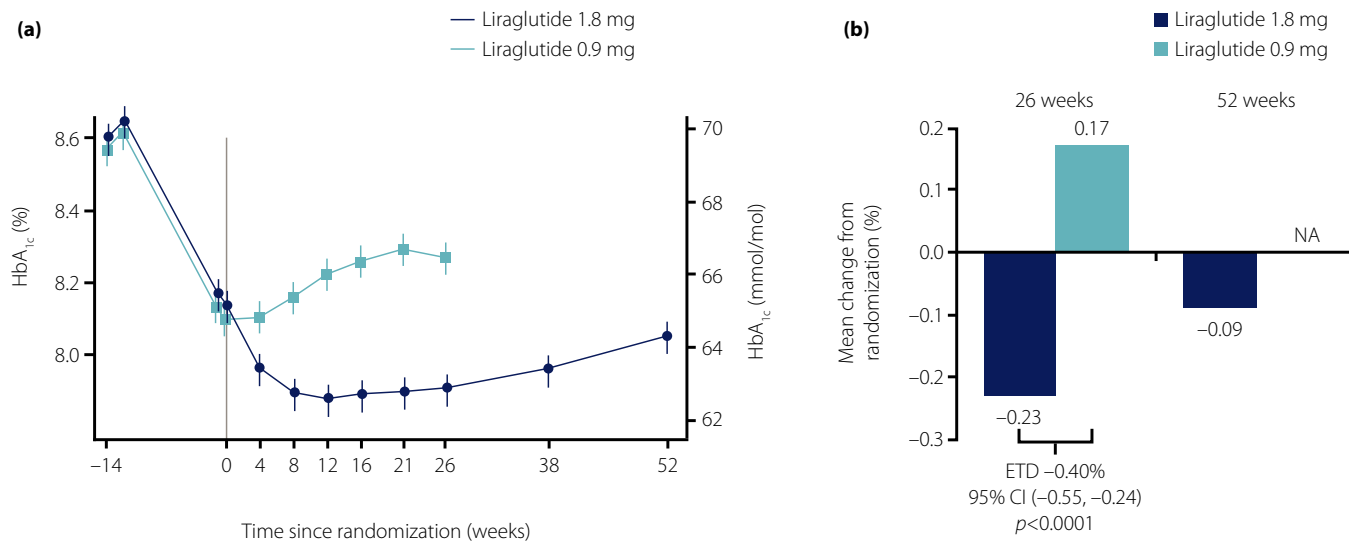 (a)
Liraglutide 1.8 mg
Liraglutide 0.9 mg
HbA1c (%)
8.6
8.4
8.2
8.0
70
68
66
64
62
HbA1c (mmol/mol)
−14 0 4 8 12 16 21 26 38 52
Time since randomization (weeks)
(b)
Liraglutide 1.8 mg
Liraglutide 0.9 mg
26 weeks 52 weeks
Mean change from
randomization (%)
0.2
0.1
0.0
−0.1
−0.2
−0.3
0.17
NA
−0.09
−0.23
ETD −0.40%
95% CI (−0.55, −0.24)
p<0.0001